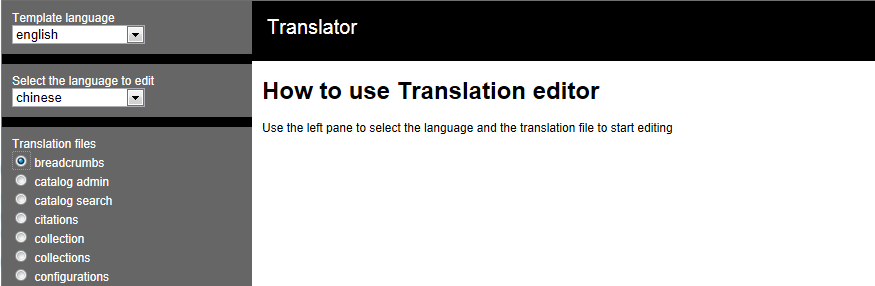 Template language
english
Select the language to edit
chinese
Translation files
breadcrumbs
catalog admin
catalog search
citations
collection
collections
configurations
Translator
How to use Translation editor
Use the left pane to select the language and the translation file to start editing